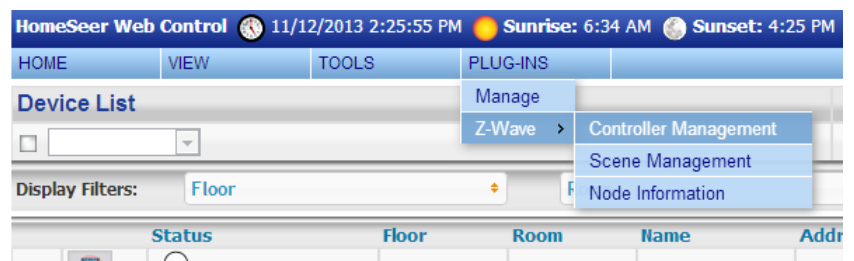 HomeSeer Web Control 11/12/2013 2:25:55 PM Sunrise: 6:34 AM Sunset: 4:25 PM
HOME VIEW TOOLS PLUG-INS
Device List Manage
Z-Wave Controller Management
Scene Management
Display Filters: Floor Node Information
Status Floor Room Name Addr